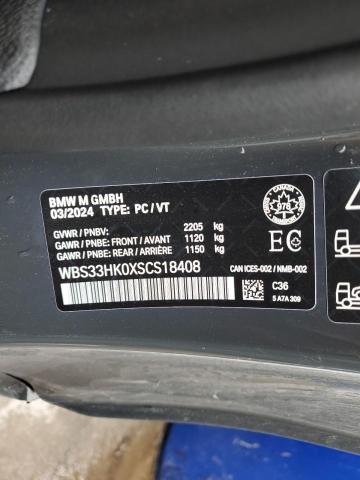 BMW M GMBH
03/2024 TYPE: PC/VT
GVWR / PNBV: 2205 kg
GAWR / PNBE: FRONT / AVANT 1120 kg
GAWR / PNBE: REAR / ARRIÈRE 1150 kg
WBS33HK0XSCS18408
CANADA
978
EC
CAN ICES-002 / NMB-002
C36
5 A7A 309